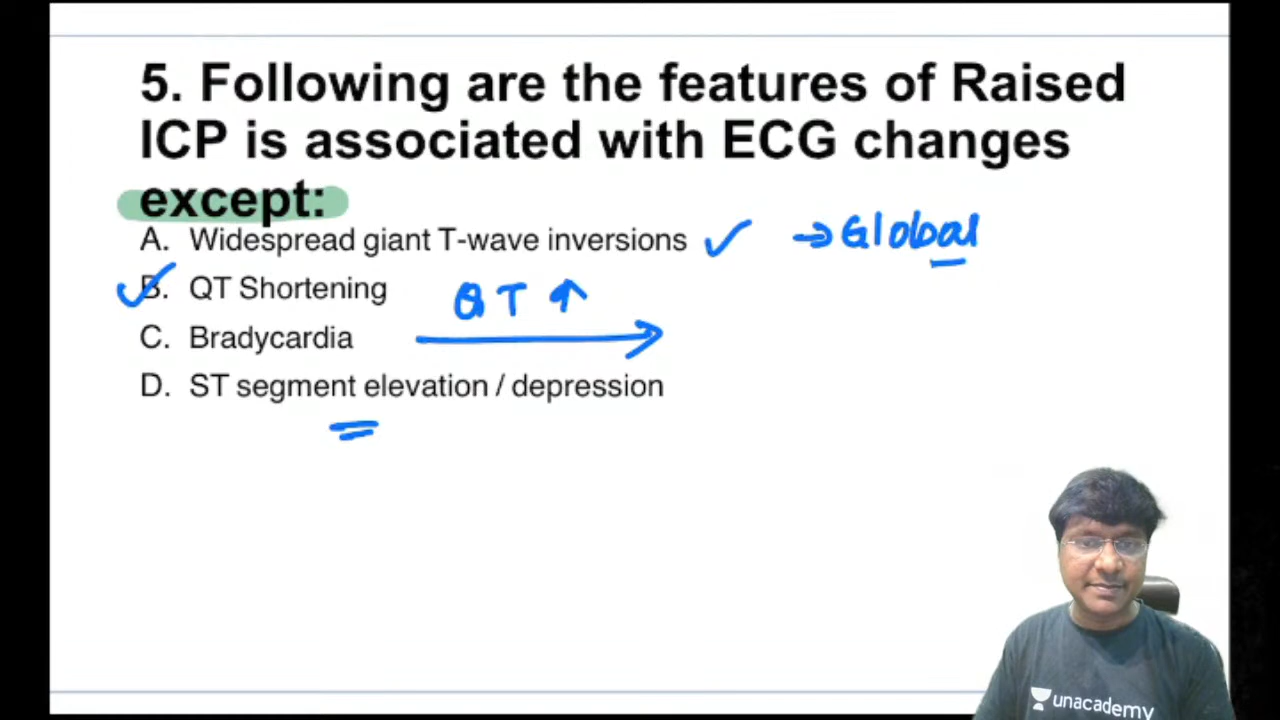 5. Following are the features of Raised
ICP is associated with ECG changes
except:
A. Widespread giant T-wave inversions ✓ → Global
B. QT Shortening
QT ↑
C. Bradycardia
D. ST segment elevation / depression
unacademy